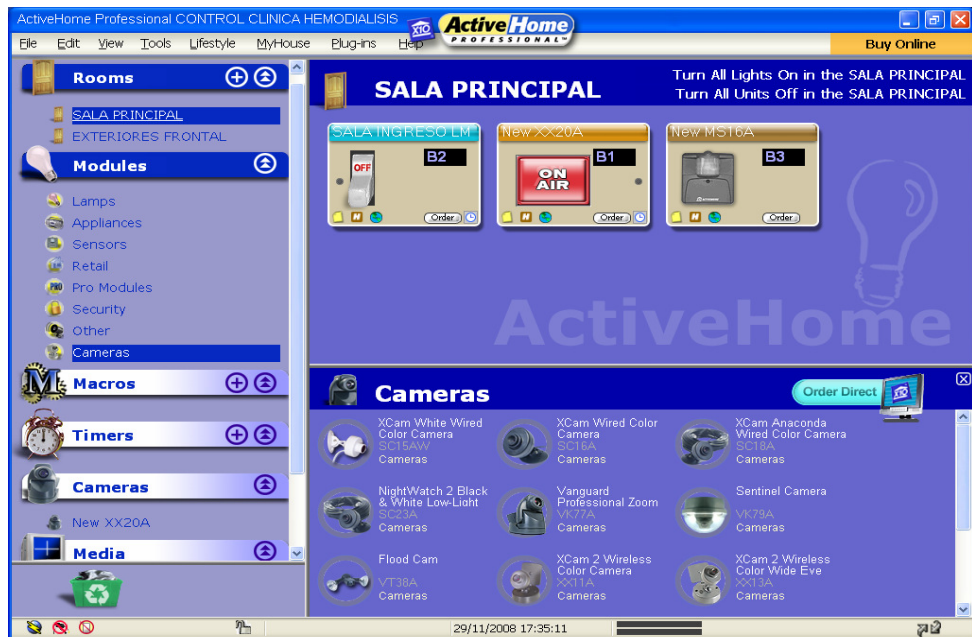 ActiveHome Professional CONTROL CLINICA HEMODIALISIS
X10
ActiveHome
PROFESSIONAL™
File Edit View Tools Lifestyle MyHouse Plug-ins Help
Buy Online
Rooms
SALA PRINCIPAL
EXTERIORES FRONTAL
Modules
Lamps
Appliances
Sensors
Retail
Pro Modules
Security
Other
Cameras
Macros
Timers
Cameras
New XX20A
Media
SALA PRINCIPAL
Turn All Lights On in the SALA PRINCIPAL
Turn All Units Off in the SALA PRINCIPAL
SALA INGRESO LM
B2
OFF
Order
New XX20A
B1
ON
AIR
Order
New MS16A
B3
Order
ActiveHome
Cameras
Order Direct
X10
XCam White Wired
Color Camera
SC15AW
Cameras
XCam Wired Color
Camera
SC16A
Cameras
XCam Anaconda
Wired Color Camera
SC18A
Cameras
NightWatch 2 Black
& White Low-Light
SC23A
Cameras
Vanguard
Professional Zoom
VK77A
Cameras
Sentinel Camera
VK79A
Cameras
Flood Cam
VT38A
Cameras
XCam 2 Wireless
Color Camera
XX11A
Cameras
XCam 2 Wireless
Color Wide Eye
XX13A
Cameras
29/11/2008 17:35:11